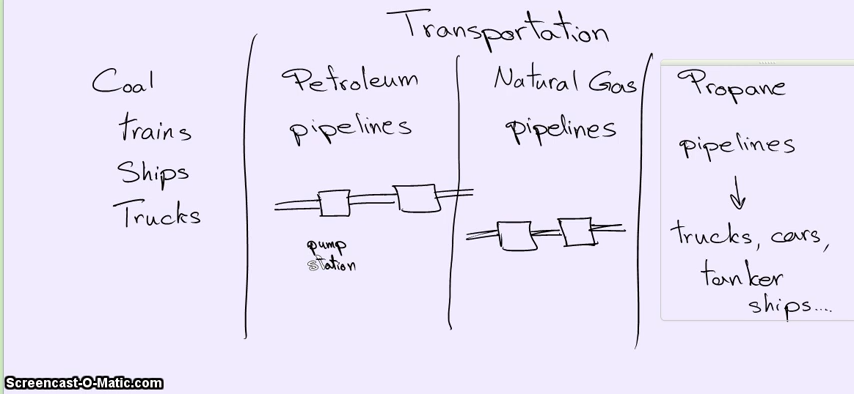 Transportation
Coal
trains
Ships
Trucks
Petroleum
pipelines
pump
station
Natural Gas
pipelines
Propane
pipelines
trucks, cars,
tanker
ships....
Screencast-O-Matic.com